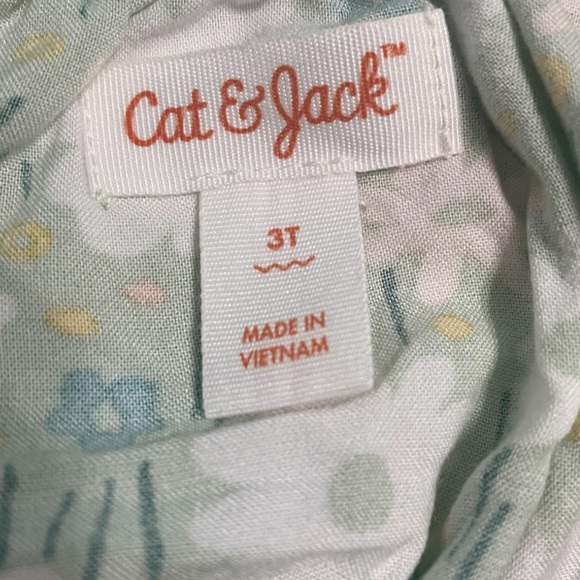 Cat & Jack™
3T
MADE IN
VIETNAM